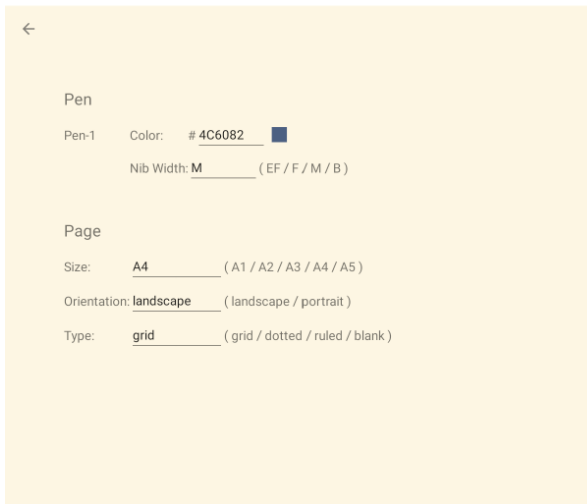 Pen
Pen-1 Color: # 4C6082
Nib Width: M ( EF / F / M / B )
Page
Size: A4 ( A1 / A2 / A3 / A4 / A5 )
Orientation: landscape ( landscape / portrait )
Type: grid ( grid / dotted / ruled / blank )